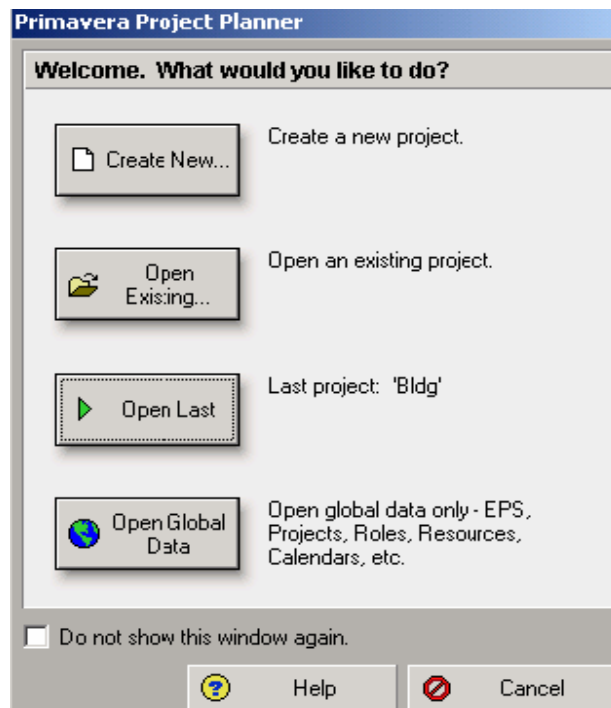 Primavera Project Planner
Welcome. What would you like to do?
Create New...
Create a new project.
Open
Existing...
Open an existing project.
Open Last
Last project: 'Bldg'
Open Global
Data
Open global data only - EPS,
Projects, Roles, Resources,
Calendars, etc.
Do not show this window again.
Help
Cancel